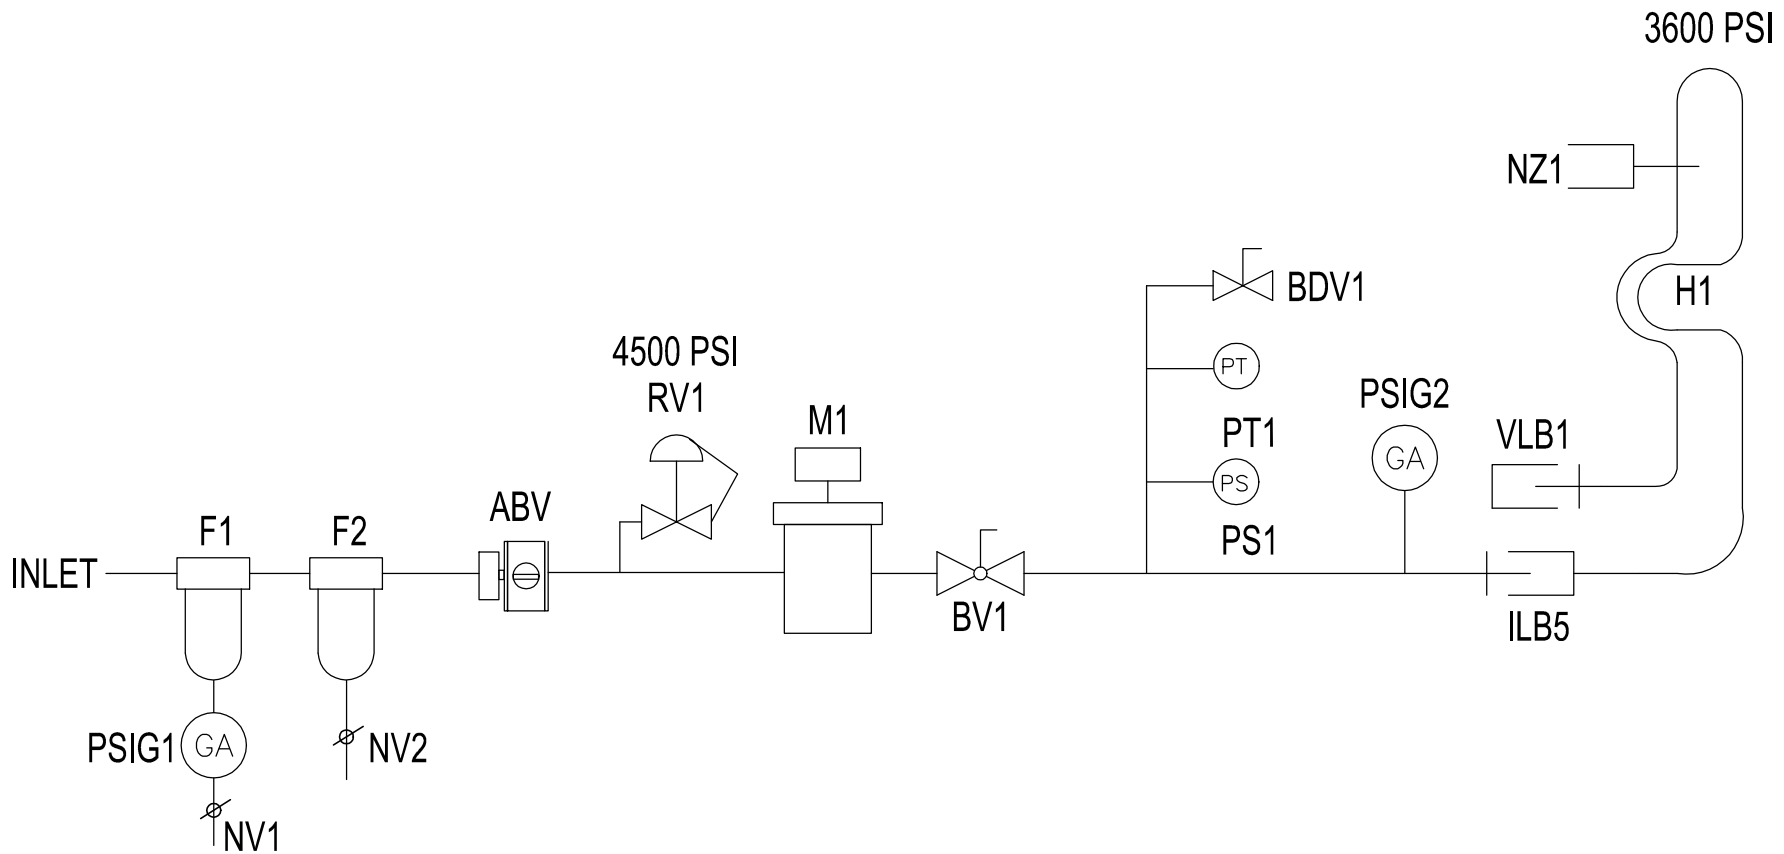 3600 PSI
NZ1
BDV1
H1
4500 PSI
RV1
PT
M1
PSIG2
PT1
VLB1
GA
PS
ABV
F1
F2
PS1
INLET
BV1
ILB5
PSIG1
GA
NV2
NV1